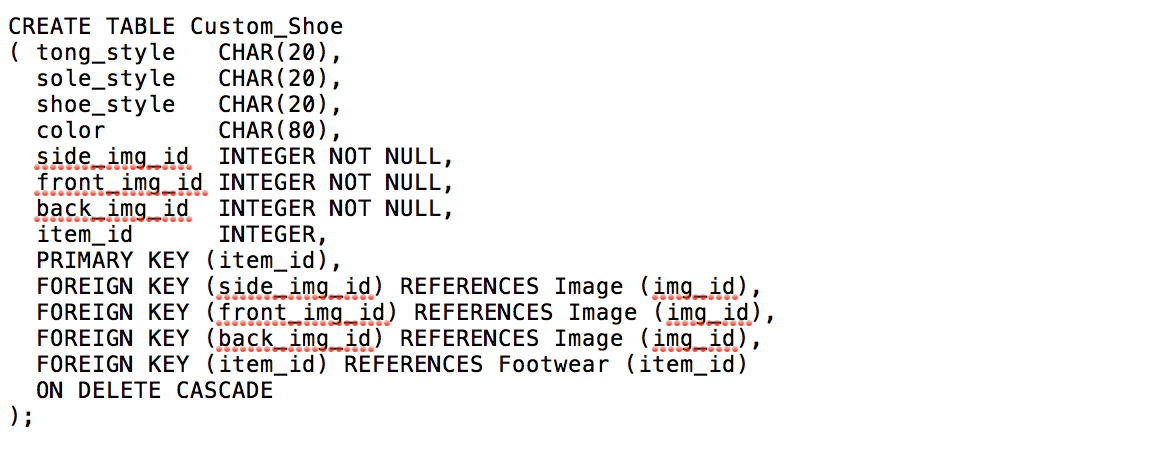 CREATE TABLE Custom_Shoe
( tong_style   CHAR(20),
  sole_style   CHAR(20),
  shoe_style   CHAR(20),
  color        CHAR(80),
  side_img_id  INTEGER NOT NULL,
  front_img_id INTEGER NOT NULL,
  back_img_id  INTEGER NOT NULL,
  item_id      INTEGER,
  PRIMARY KEY (item_id),
  FOREIGN KEY (side_img_id) REFERENCES Image (img_id),
  FOREIGN KEY (front_img_id) REFERENCES Image (img_id),
  FOREIGN KEY (back_img_id) REFERENCES Image (img_id),
  FOREIGN KEY (item_id) REFERENCES Footwear (item_id)
  ON DELETE CASCADE
);